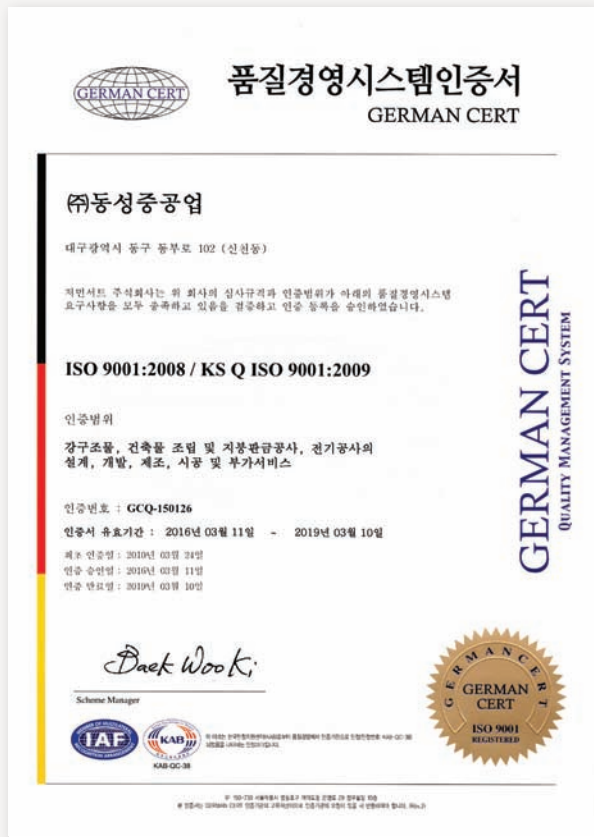 GERMAN CERT
품질경영시스템인증서
GERMAN CERT
㈜동성중공업
대구광역시 동구 동부로 102 (신천동)
저먼서트 주식회사는 위 회사의 심사규격과 인증범위가 아래의 품질경영시스템
요구사항을 모두 충족하고 있음을 검증하고 인증 등록을 승인하였습니다.
ISO 9001:2008 / KS Q ISO 9001:2009
인증범위
강구조물, 건축물 조립 및 지붕판금공사, 전기공사의
설계, 개발, 제조, 시공 및 부가서비스
인증번호 : GCQ-150126
인증서 유효기간 : 2016년 03월 11일 ~ 2019년 03월 10일
최초 인증일 : 2010년 03월 24일
인증 승인일 : 2016년 03월 11일
인증 만료일 : 2019년 03월 10일
GERMAN CERT
QUALITY MANAGEMENT SYSTEM
Baek Woo Ki
Scheme Manager
IAF
KAB
KAB-QC-38
GERMANCERT
GERMAN
CERT
ISO 9001
REGISTERED